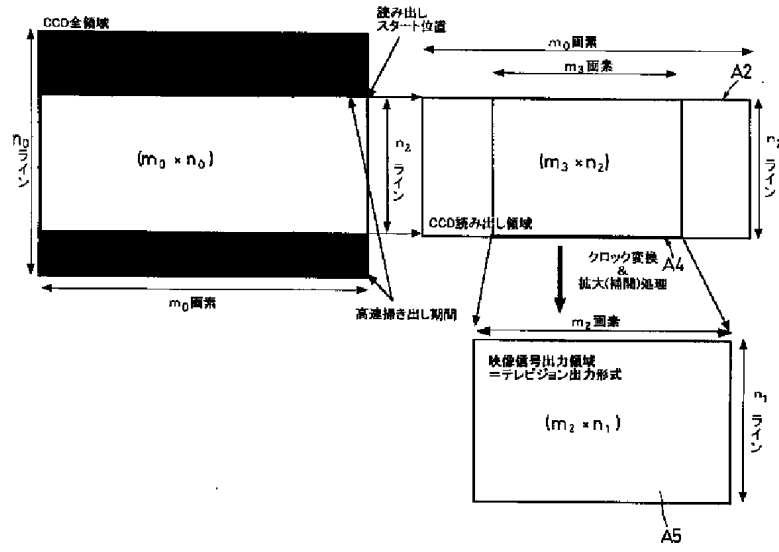 CCD全領域
読み出し
スタート位置
n₀
ライン
(m₀ × n₀)
n₂
ライン
m₀画素
高速掃き出し期間
m₀画素
m₃画素
A2
(m₃ × n₂)
n₂
ライン
CCD読み出し領域
A4
クロック変換
&
拡大(補間)処理
m₂画素
映像信号出力領域
=テレビジョン出力形式
(m₂ × n₁)
n₁
ライン
A5